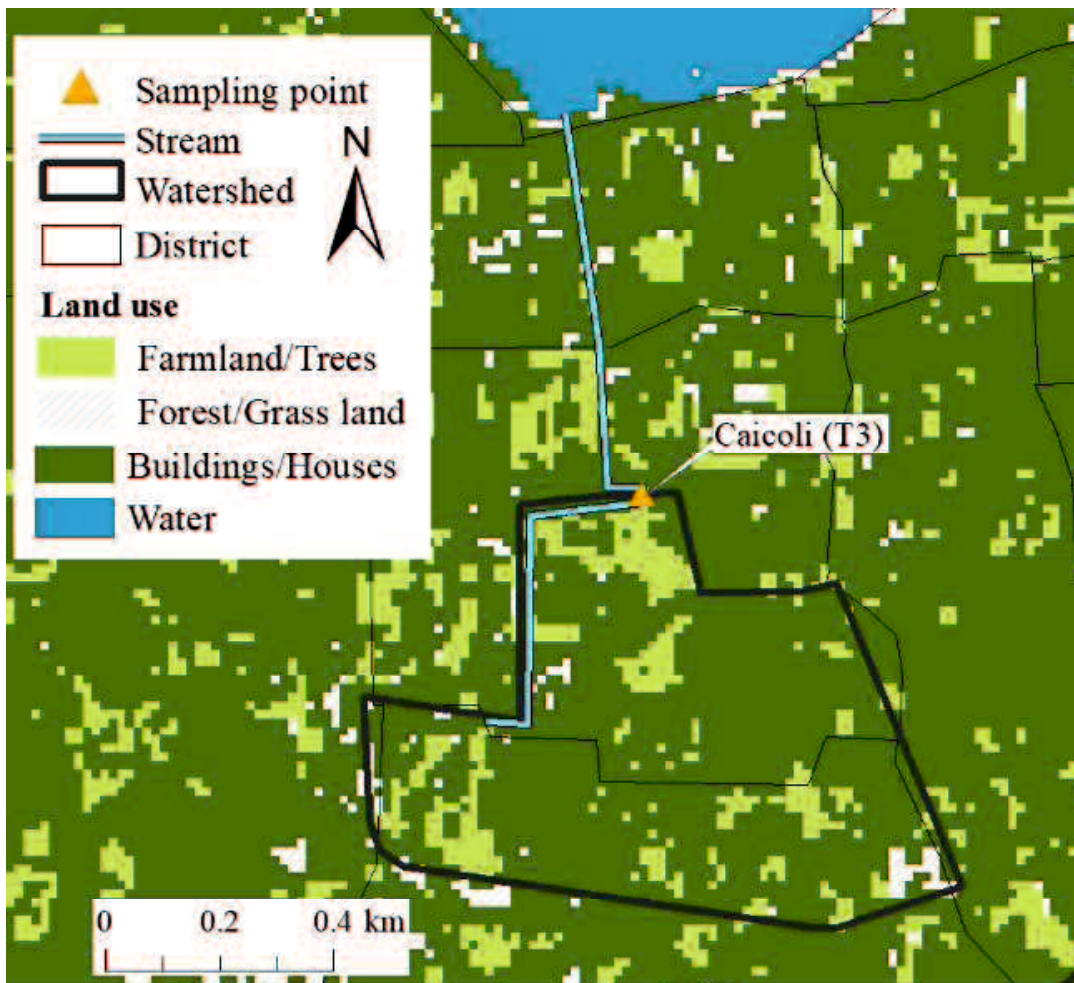 Sampling point
Stream
N
Watershed
District
Land use
Farmland/Trees
Forest/Grass land
Buildings/Houses
Water
Caicoli (T3)
0 0.2 0.4 km